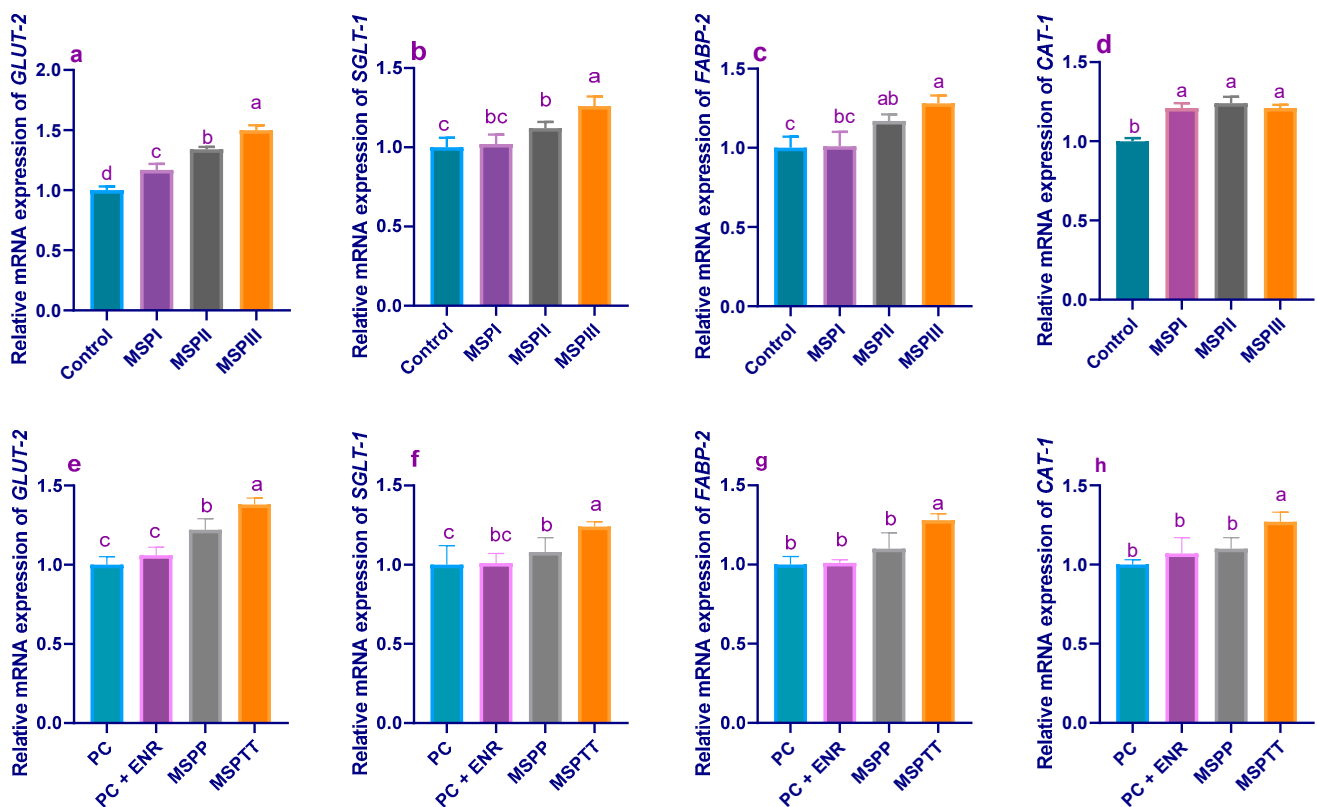 a
Relative mRNA expression of GLUT-2
2.0
1.5
1.0
0.5
0.0
d
c
b
a
Control
MSPI
MSPII
MSPIII
b
Relative mRNA expression of SGLT-1
1.5
1.0
0.5
0.0
c
bc
b
a
Control
MSPI
MSPII
MSPIII
c
Relative mRNA expression of FABP-2
1.5
1.0
0.5
0.0
c
bc
ab
a
Control
MSPI
MSPII
MSPIII
d
Relative mRNA expression of CAT-1
1.5
1.0
0.5
0.0
b
a
a
a
Control
MSPI
MSPII
MSPIII
e
Relative mRNA expression of GLUT-2
1.5
1.0
0.5
0.0
c
c
b
a
PC
PC + ENR
MSPP
MSPTT
f
Relative mRNA expression of SGLT-1
1.5
1.0
0.5
0.0
c
bc
b
a
PC
PC + ENR
MSPP
MSPTT
g
Relative mRNA expression of FABP-2
1.5
1.0
0.5
0.0
b
b
b
a
PC
PC + ENR
MSPP
MSPTT
h
Relative mRNA expression of CAT-1
1.5
1.0
0.5
0.0
b
b
b
a
PC
PC + ENR
MSPP
MSPTT